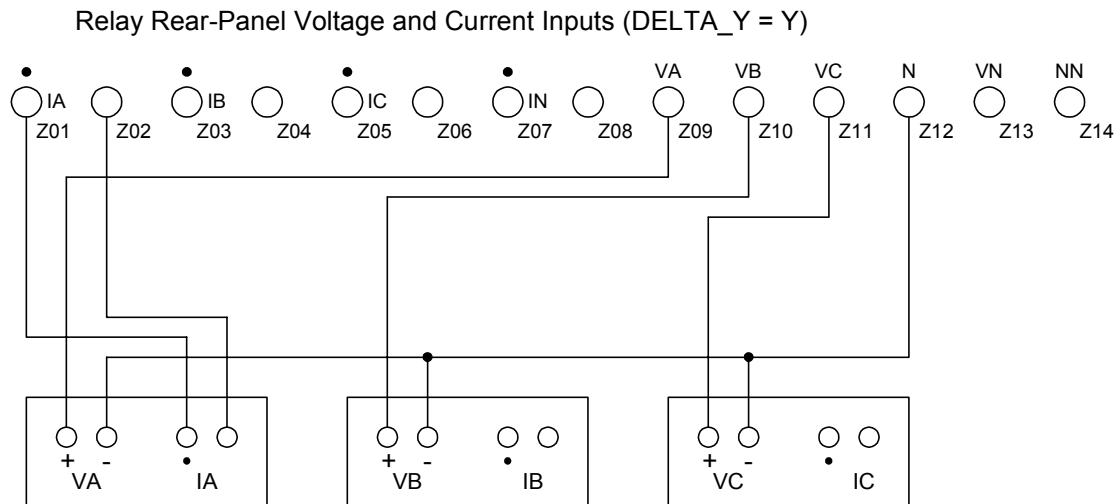 Relay Rear-Panel Voltage and Current Inputs (DELTA_Y = Y)
VA VB VC N VN NN
IA IB IC IN
Z01 Z02 Z03 Z04 Z05 Z06 Z07 Z08 Z09 Z10 Z11 Z12 Z13 Z14
+ - + - + -
VA IA VB IB VC IC